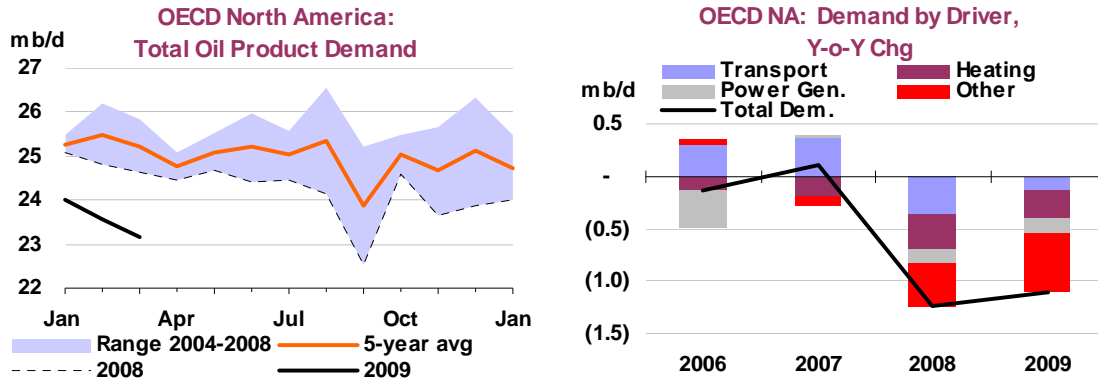 OECD North America:
Total Oil Product Demand
mb/d
27
26
25
24
23
22
Jan Apr Jul Oct Jan
Range 2004-2008 5-year avg
2008 2009
OECD NA: Demand by Driver,
Y-o-Y Chg
Transport Heating
Power Gen. Other
Total Dem.
mb/d
0.5
-
(0.5)
(1.0)
(1.5)
2006 2007 2008 2009